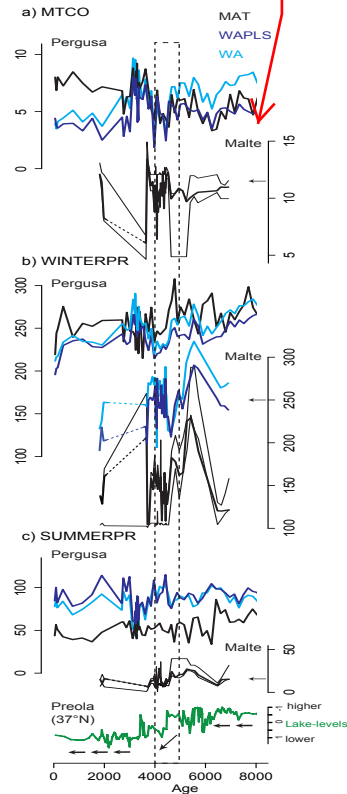 a) MTCO
MAT
WAPLS
WA
Pergusa
10
5
0
Malte
15
10
5
b) WINTERPR
Pergusa
300
250
200
150
100
Malte
300
250
200
150
100
c) SUMMERPR
Pergusa
100
50
0
Malte
50
0
Preola
(37°N)
higher
0
Lake-levels
lower
0 2000 4000 6000 8000
Age